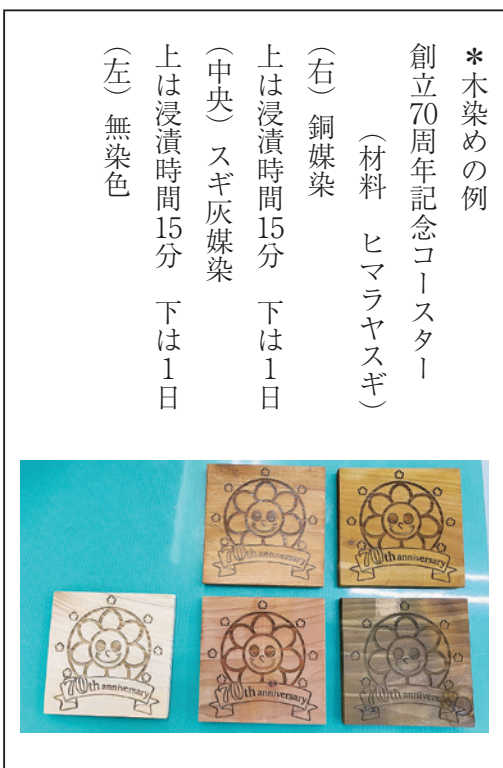 ＊木染めの例
創立70周年記念コースター
（材料　ヒマラヤスギ）
（右）銅媒染
上は浸漬時間15分　下は1日
（中央）スギ灰媒染
上は浸漬時間15分　下は1日
（左）無染色
70th anniversary
70th anniversary
70th anniversary
70th anniversary
70th anniversary